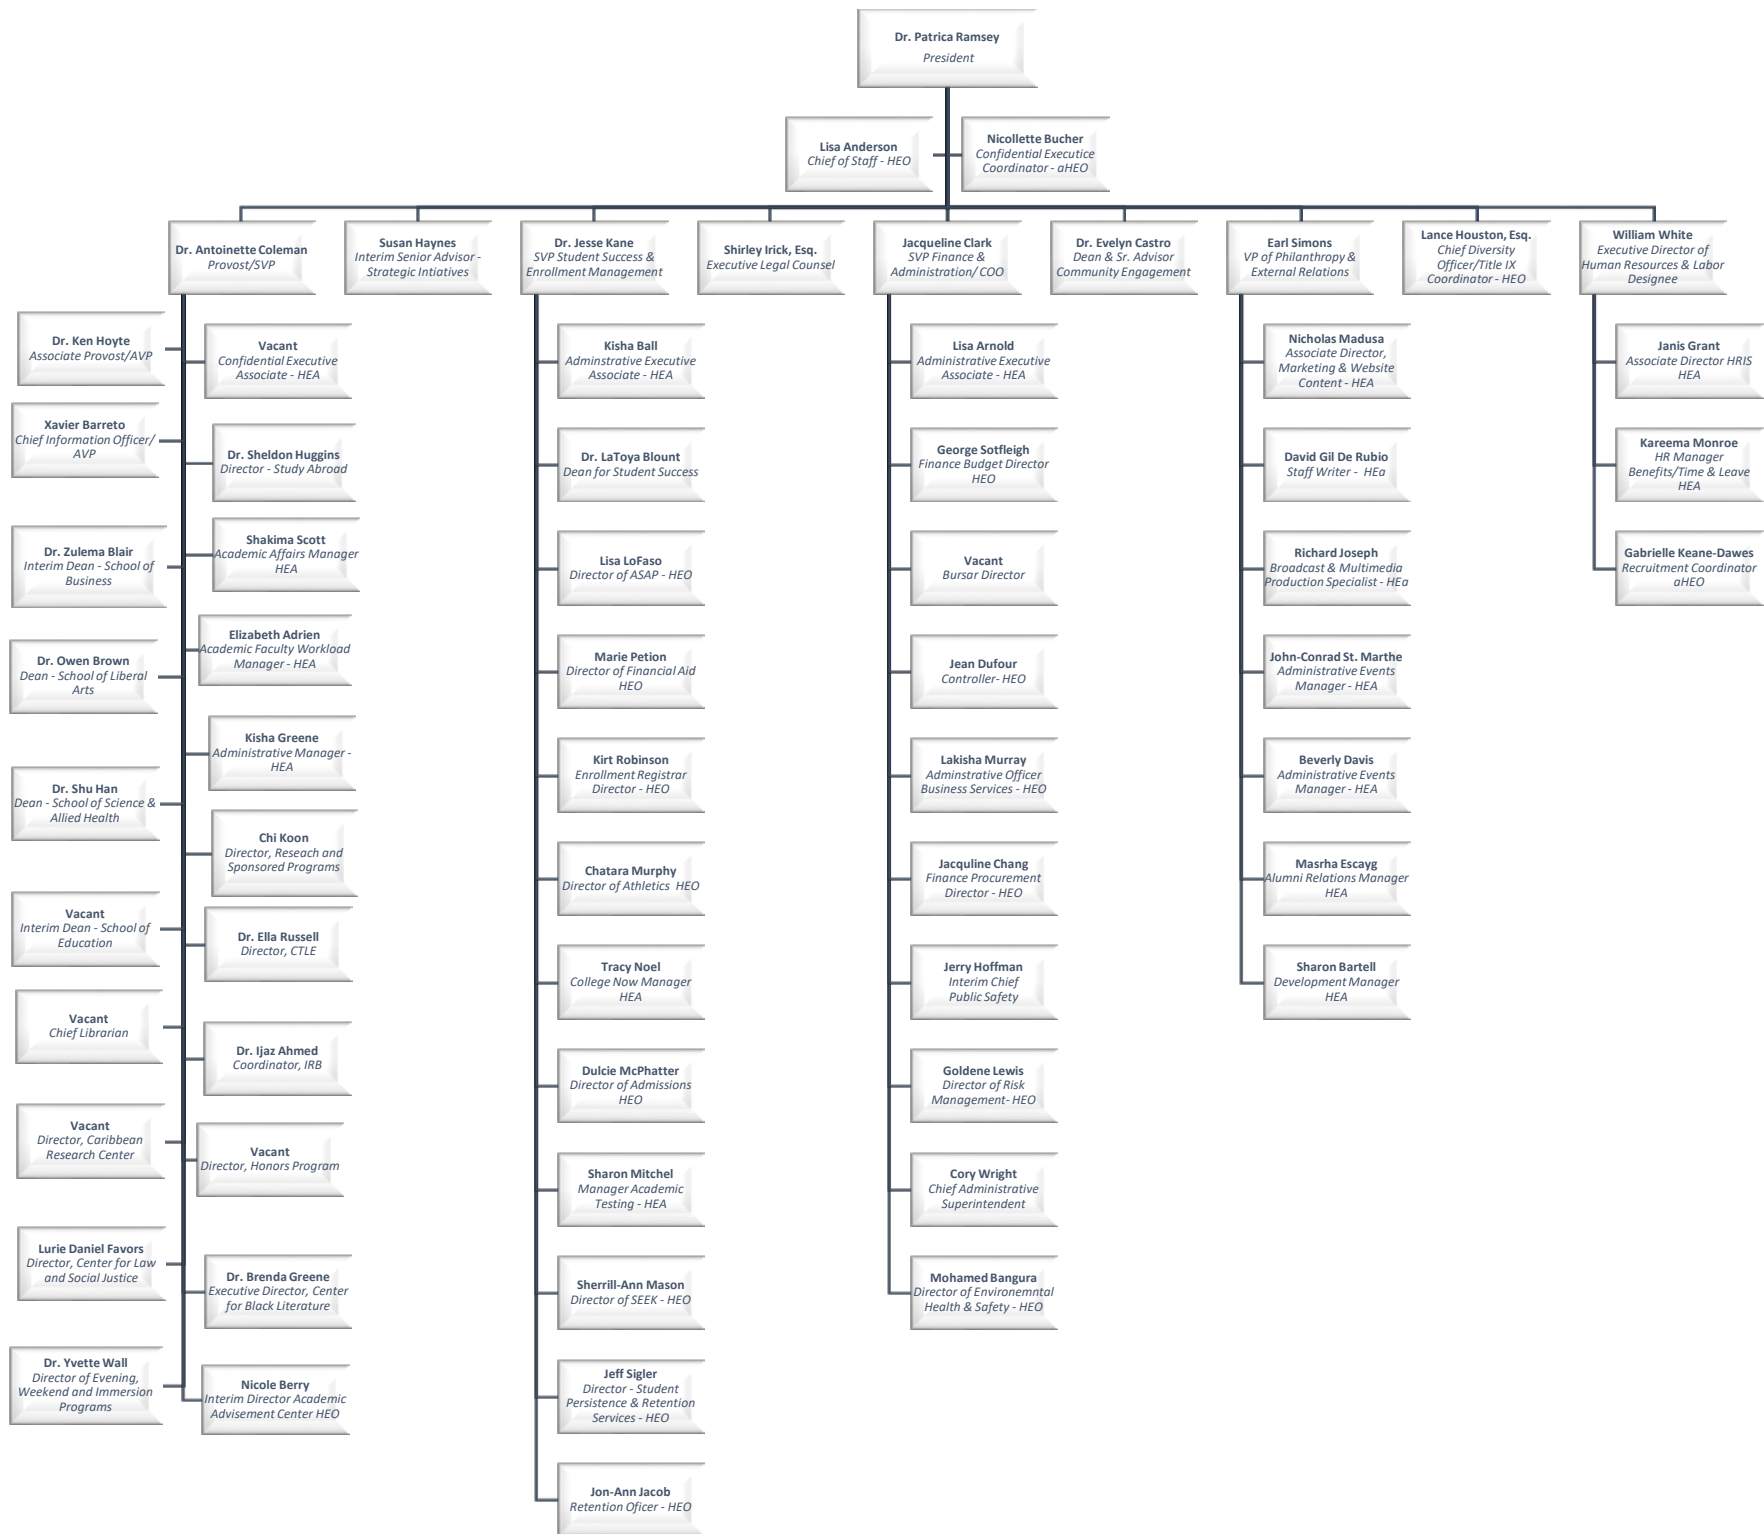 Dr. Patrica Ramsey
President
Lisa Anderson
Chief of Staff - HEO
Nicollette Bucher
Confidential Executice
Coordinator - aHEO
Dr. Antoinette Coleman
Provost/SVP
Susan Haynes
Interim Senior Advisor -
Strategic Intiatives
Dr. Jesse Kane
SVP Student Success &
Enrollment Management
Shirley Irick, Esq.
Executive Legal Counsel
Jacqueline Clark
SVP Finance &
Administration/ COO
Dr. Evelyn Castro
Dean & Sr. Advisor
Community Engagement
Earl Simons
VP of Philanthropy &
External Relations
Lance Houston, Esq.
Chief Diversity
Officer/Title IX
Coordinator - HEO
William White
Executive Director of
Human Resources & Labor
Designee
Dr. Ken Hoyte
Associate Provost/AVP
Xavier Barreto
Chief Information Officer/
AVP
Dr. Zulema Blair
Interim Dean - School of
Business
Dr. Owen Brown
Dean - School of Liberal
Arts
Dr. Shu Han
Dean - School of Science &
Allied Health
Vacant
Interim Dean - School of
Education
Vacant
Chief Librarian
Vacant
Director, Caribbean
Research Center
Lurie Daniel Favors
Director, Center for Law
and Social Justice
Dr. Yvette Wall
Director of Evening,
Weekend and Immersion
Programs
Vacant
Confidential Executive
Associate - HEA
Dr. Sheldon Huggins
Director - Study Abroad
Shakima Scott
Academic Affairs Manager
HEA
Elizabeth Adrien
Academic Faculty Workload
Manager - HEA
Kisha Greene
Administrative Manager -
HEA
Chi Koon
Director, Reseach and
Sponsored Programs
Dr. Ella Russell
Director, CTLE
Dr. Ijaz Ahmed
Coordinator, IRB
Vacant
Director, Honors Program
Dr. Brenda Greene
Executive Director, Center
for Black Literature
Nicole Berry
Interim Director Academic
Advisement Center HEO
Kisha Ball
Adminstrative Executive
Associate - HEA
Dr. LaToya Blount
Dean for Student Success
Lisa LoFaso
Director of ASAP - HEO
Marie Petion
Director of Financial Aid
HEO
Kirt Robinson
Enrollment Registrar
Director - HEO
Chatara Murphy
Director of Athletics HEO
Tracy Noel
College Now Manager
HEA
Dulcie McPhatter
Director of Admissions
HEO
Sharon Mitchel
Manager Academic
Testing - HEA
Sherrill-Ann Mason
Director of SEEK - HEO
Jeff Sigler
Director - Student
Persistence & Retention
Services - HEO
Jon-Ann Jacob
Retention Oficer - HEO
Lisa Arnold
Administrative Executive
Associate - HEA
George Sotfleigh
Finance Budget Director
HEO
Vacant
Bursar Director
Jean Dufour
Controller- HEO
Lakisha Murray
Adminstrative Officer
Business Services - HEO
Jacquline Chang
Finance Procurement
Director - HEO
Jerry Hoffman
Interim Chief
Public Safety
Goldene Lewis
Director of Risk
Management- HEO
Cory Wright
Chief Administrative
Superintendent
Mohamed Bangura
Director of Environemntal
Health & Safety - HEO
Nicholas Madusa
Associate Director,
Marketing & Website
Content - HEA
David Gil De Rubio
Staff Writer - HEa
Richard Joseph
Broadcast & Multimedia
Production Specialist - HEa
John-Conrad St. Marthe
Administrative Events
Manager - HEA
Beverly Davis
Administrative Events
Manager - HEA
Masrha Escayg
Alumni Relations Manager
HEA
Sharon Bartell
Development Manager
HEA
Janis Grant
Associate Director HRIS
HEA
Kareema Monroe
HR Manager
Benefits/Time & Leave
HEA
Gabrielle Keane-Dawes
Recruitment Coordinator
aHEO